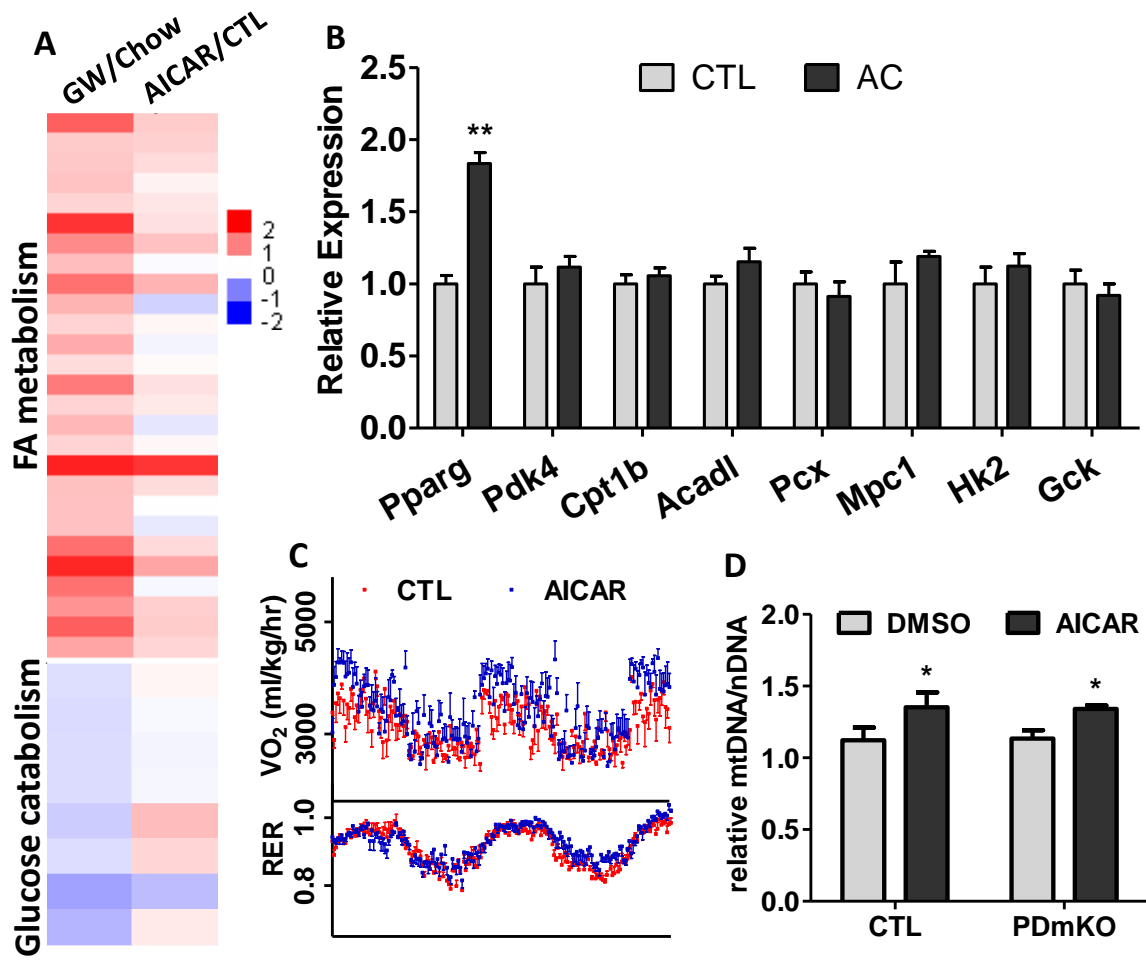 A
GW/Chow
AICAR/CTL
FA metabolism
Glucose catabolism
2
1
0
-1
-2
B
CTL
AC
Relative Expression
2.5
2.0
1.5
1.0
0.5
0.0
**
Pparg
Pdk4
Cpt1b
Acadl
Pcx
Mpc1
Hk2
Gck
C
CTL
AICAR
VO2 (ml/kg/hr)
5000
3000
RER
1.0
0.8
D
DMSO
AICAR
relative mtDNA/nDNA
2.0
1.5
1.0
0.5
0.0
*
*
CTL
PDmKO